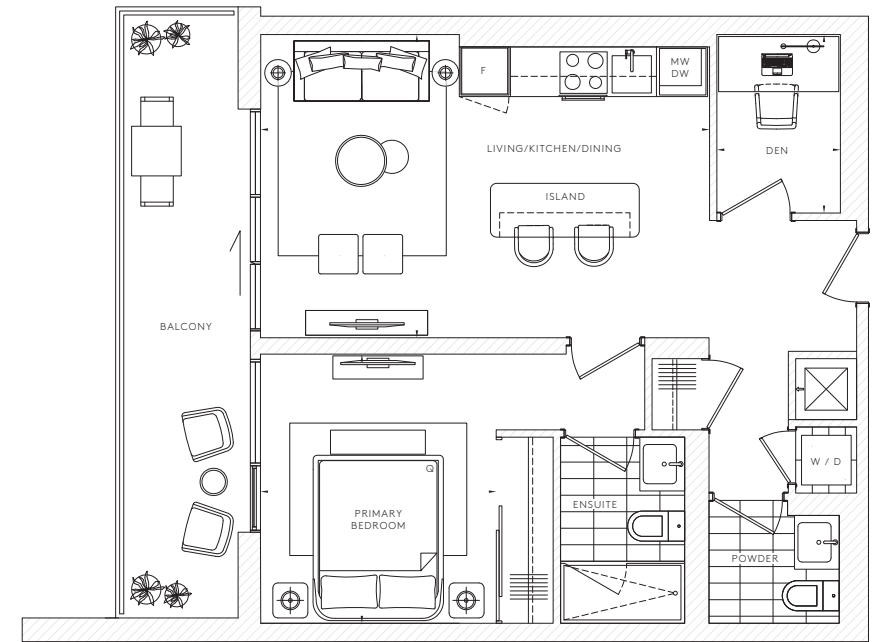 F
MW
DW
LIVING/KITCHEN/DINING
DEN
ISLAND
BALCONY
Q
PRIMARY
BEDROOM
ENSUITE
W / D
POWDER